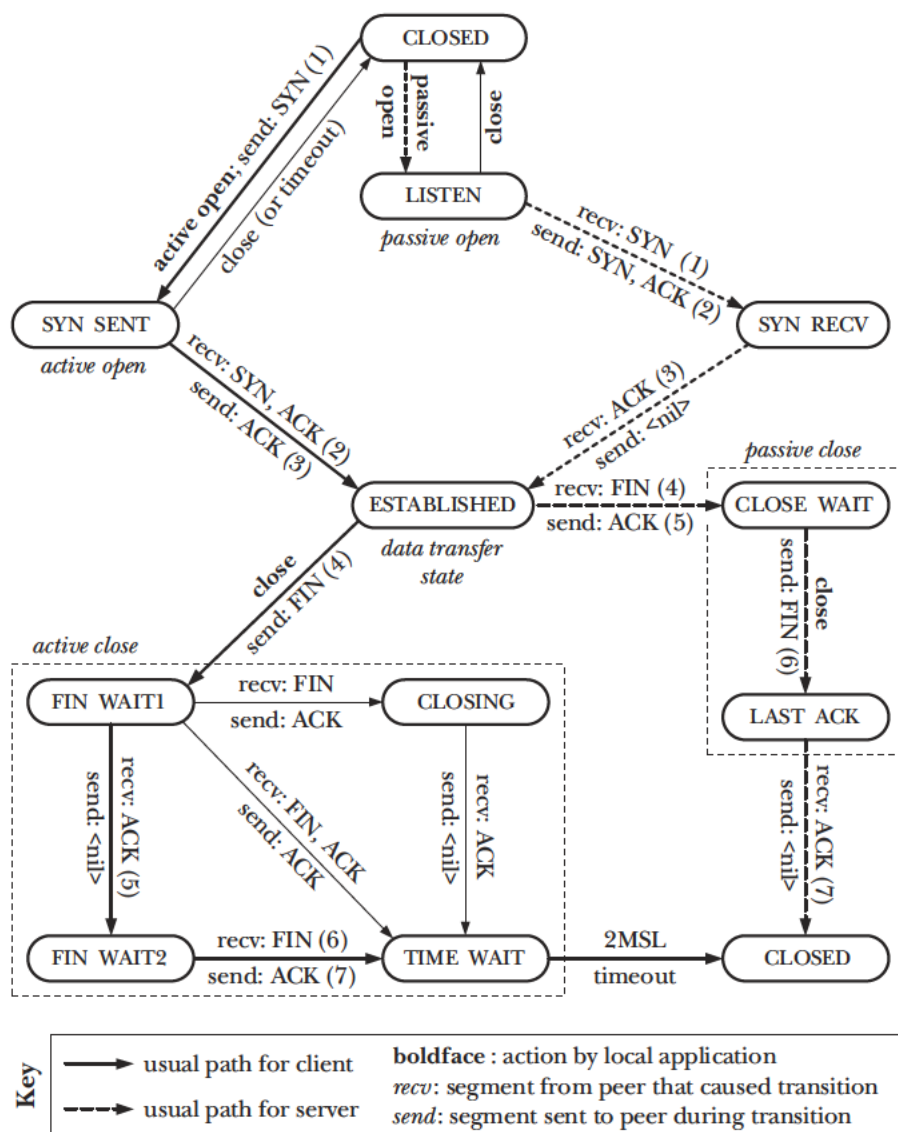 CLOSED
active open; send: SYN (1)
close (or timeout)
passive
open
close
LISTEN
passive open
recv: SYN (1)
send: SYN, ACK (2)
SYN SENT
active open
SYN RECV
recv: SYN, ACK (2)
send: ACK (3)
recv: ACK (3)
send: <nil>
passive close
ESTABLISHED
data transfer
state
recv: FIN (4)
send: ACK (5)
CLOSE WAIT
close
send: FIN (4)
close
send: FIN (6)
active close
FIN WAIT1
recv: FIN
send: ACK
CLOSING
LAST ACK
recv: ACK (5)
send: <nil>
recv: FIN, ACK
send: ACK
recv: ACK
send: <nil>
recv: ACK (7)
send: <nil>
FIN WAIT2
recv: FIN (6)
send: ACK (7)
TIME WAIT
2MSL
timeout
CLOSED
Key
usual path for client
usual path for server
boldface : action by local application
recv: segment from peer that caused transition
send: segment sent to peer during transition